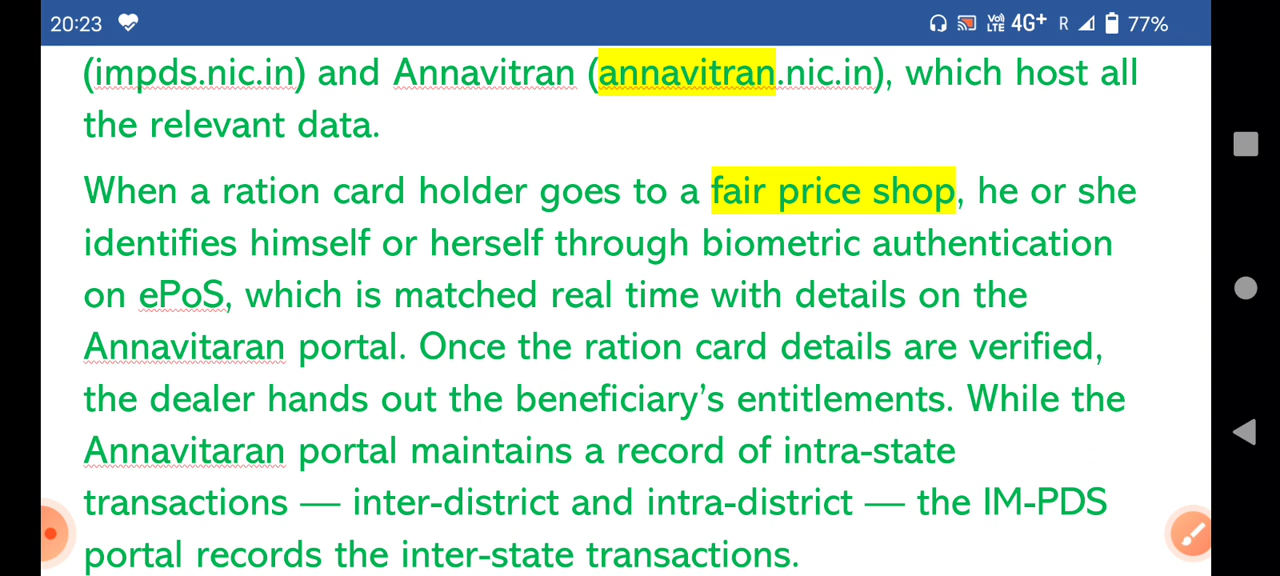 20:23 VoI) LTE 4G+ R 77%
(impds.nic.in) and Annavitran (annavitran.nic.in), which host all
the relevant data.
When a ration card holder goes to a fair price shop, he or she
identifies himself or herself through biometric authentication
on ePoS, which is matched real time with details on the
Annavitaran portal. Once the ration card details are verified,
the dealer hands out the beneficiary’s entitlements. While the
Annavitaran portal maintains a record of intra-state
transactions — inter-district and intra-district — the IM-PDS
portal records the inter-state transactions.